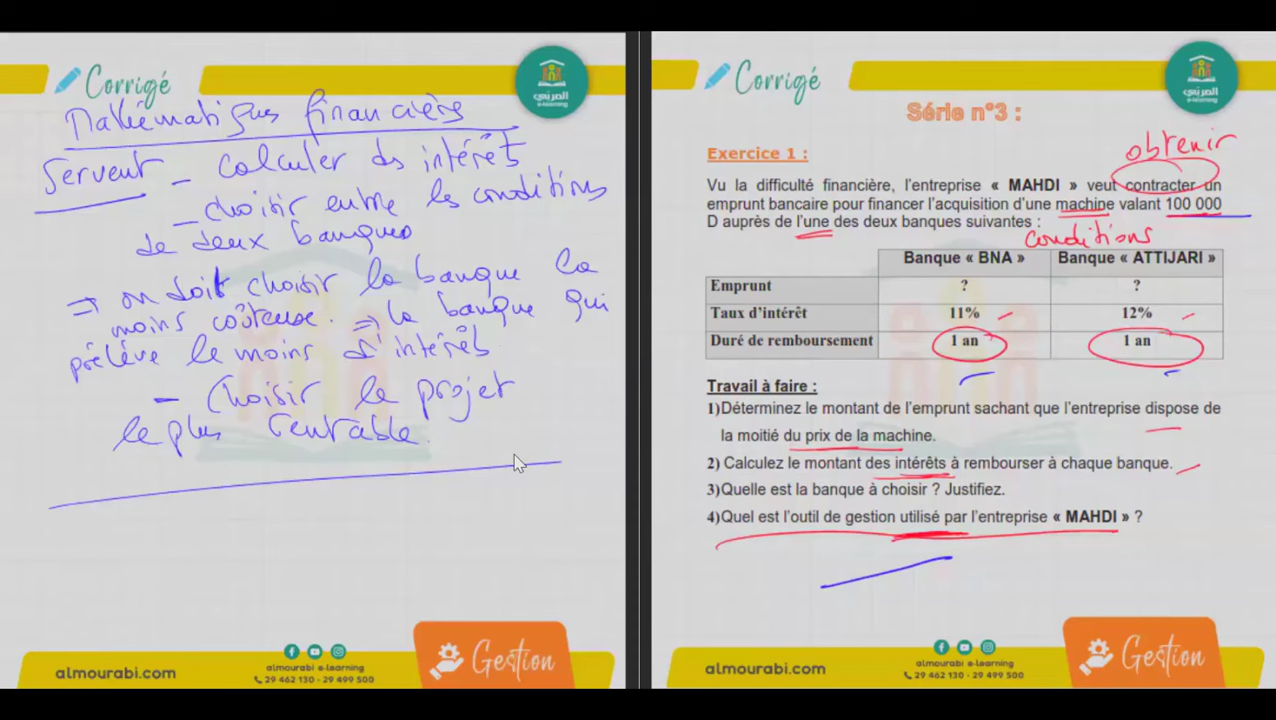 Corrigé
المربي
e-learning
Mathématiques financière
Servent - calculer des intérêt
- choisir entre les conditions
de deux banques
⇒ on doit choisir la banque la
moins coûteuse. ⇒ la banque qui
prélève le moins d'intérêts
- Choisir le projet
le plus rentable.
almourabi.com
almourabi e-learning
29 462 130 - 29 499 500
Gestion
Corrigé
المربي
e-learning
Série n°3 :
Exercice 1 :
obtenir
Vu la difficulté financière, l'entreprise « MAHDI » veut contracter un
emprunt bancaire pour financer l'acquisition d'une machine valant 100 000
D auprès de l'une des deux banques suivantes :
conditions
Banque « BNA » Banque « ATTIJARI »
Emprunt ? ?
Taux d'intérêt 11% 12%
Duré de remboursement 1 an 1 an
Travail à faire :
1)Déterminez le montant de l'emprunt sachant que l'entreprise dispose de
la moitié du prix de la machine.
2) Calculez le montant des intérêts à rembourser à chaque banque.
3)Quelle est la banque à choisir ? Justifiez.
4)Quel est l'outil de gestion utilisé par l'entreprise « MAHDI » ?
almourabi.com
almourabi e-learning
29 462 130 - 29 499 500
Gestion